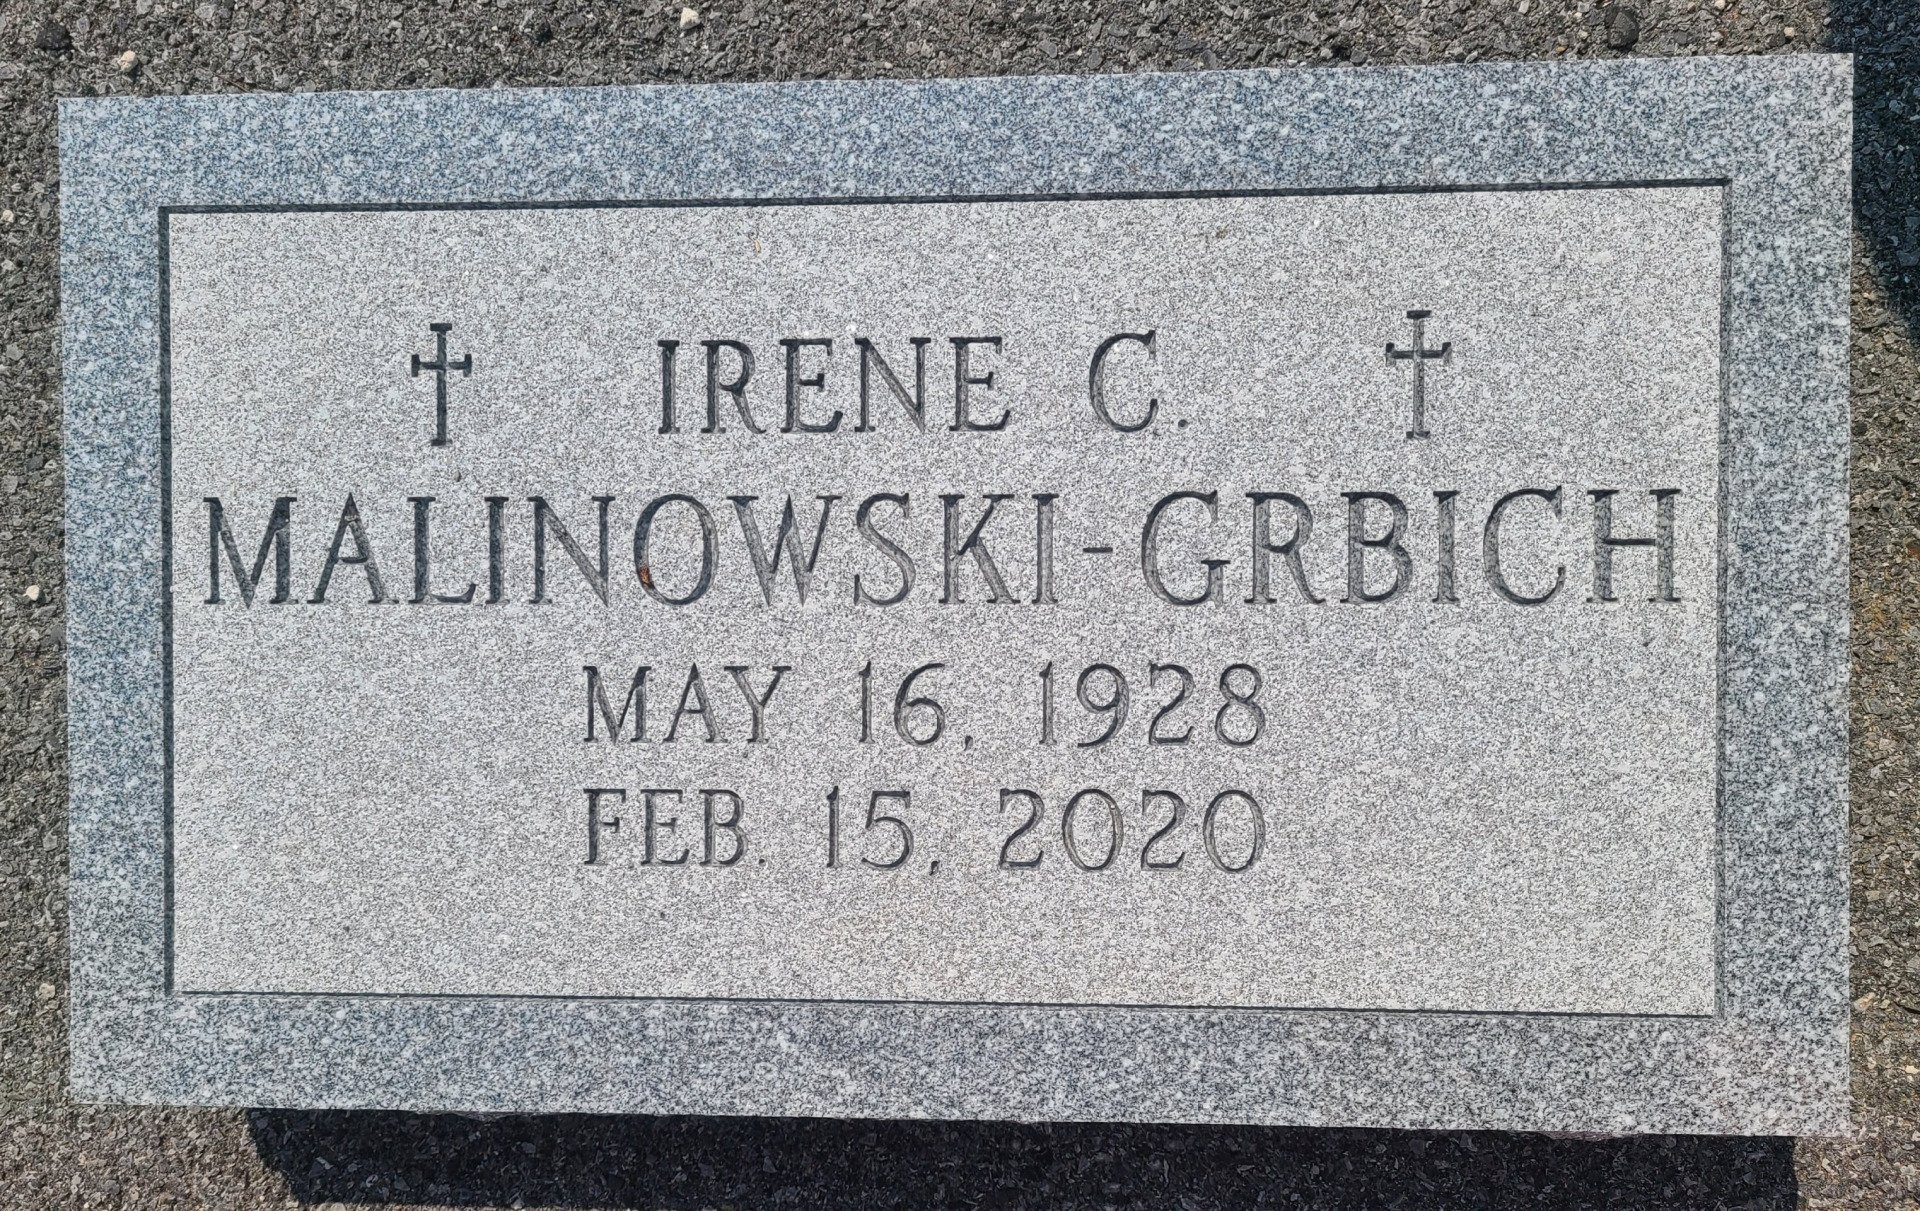 IRENE C.
MALINOWSKI-GRBICH
MAY 16, 1928
FEB. 15, 2020